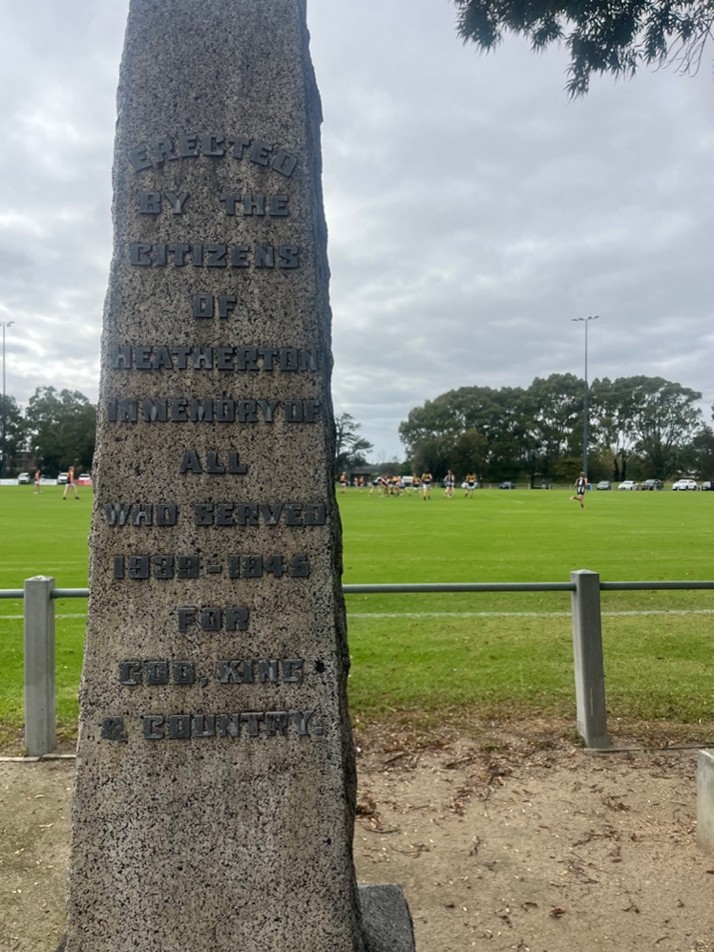 ERECTED
BY THE
CITIZENS
OF
HEATHERTON
IN MEMORY OF
ALL
WHO SERVED
1939-1945
FOR
GOD, KING
& COUNTRY.